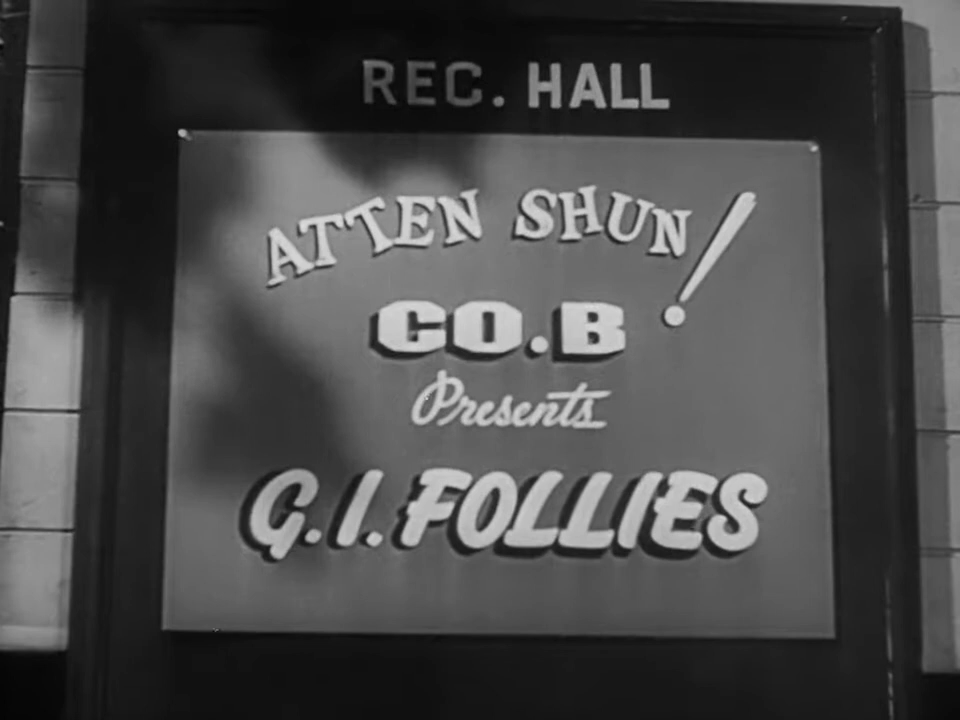 REC. HALL
ATTEN SHUN!
CO.B
Presents
G.I. FOLLIES